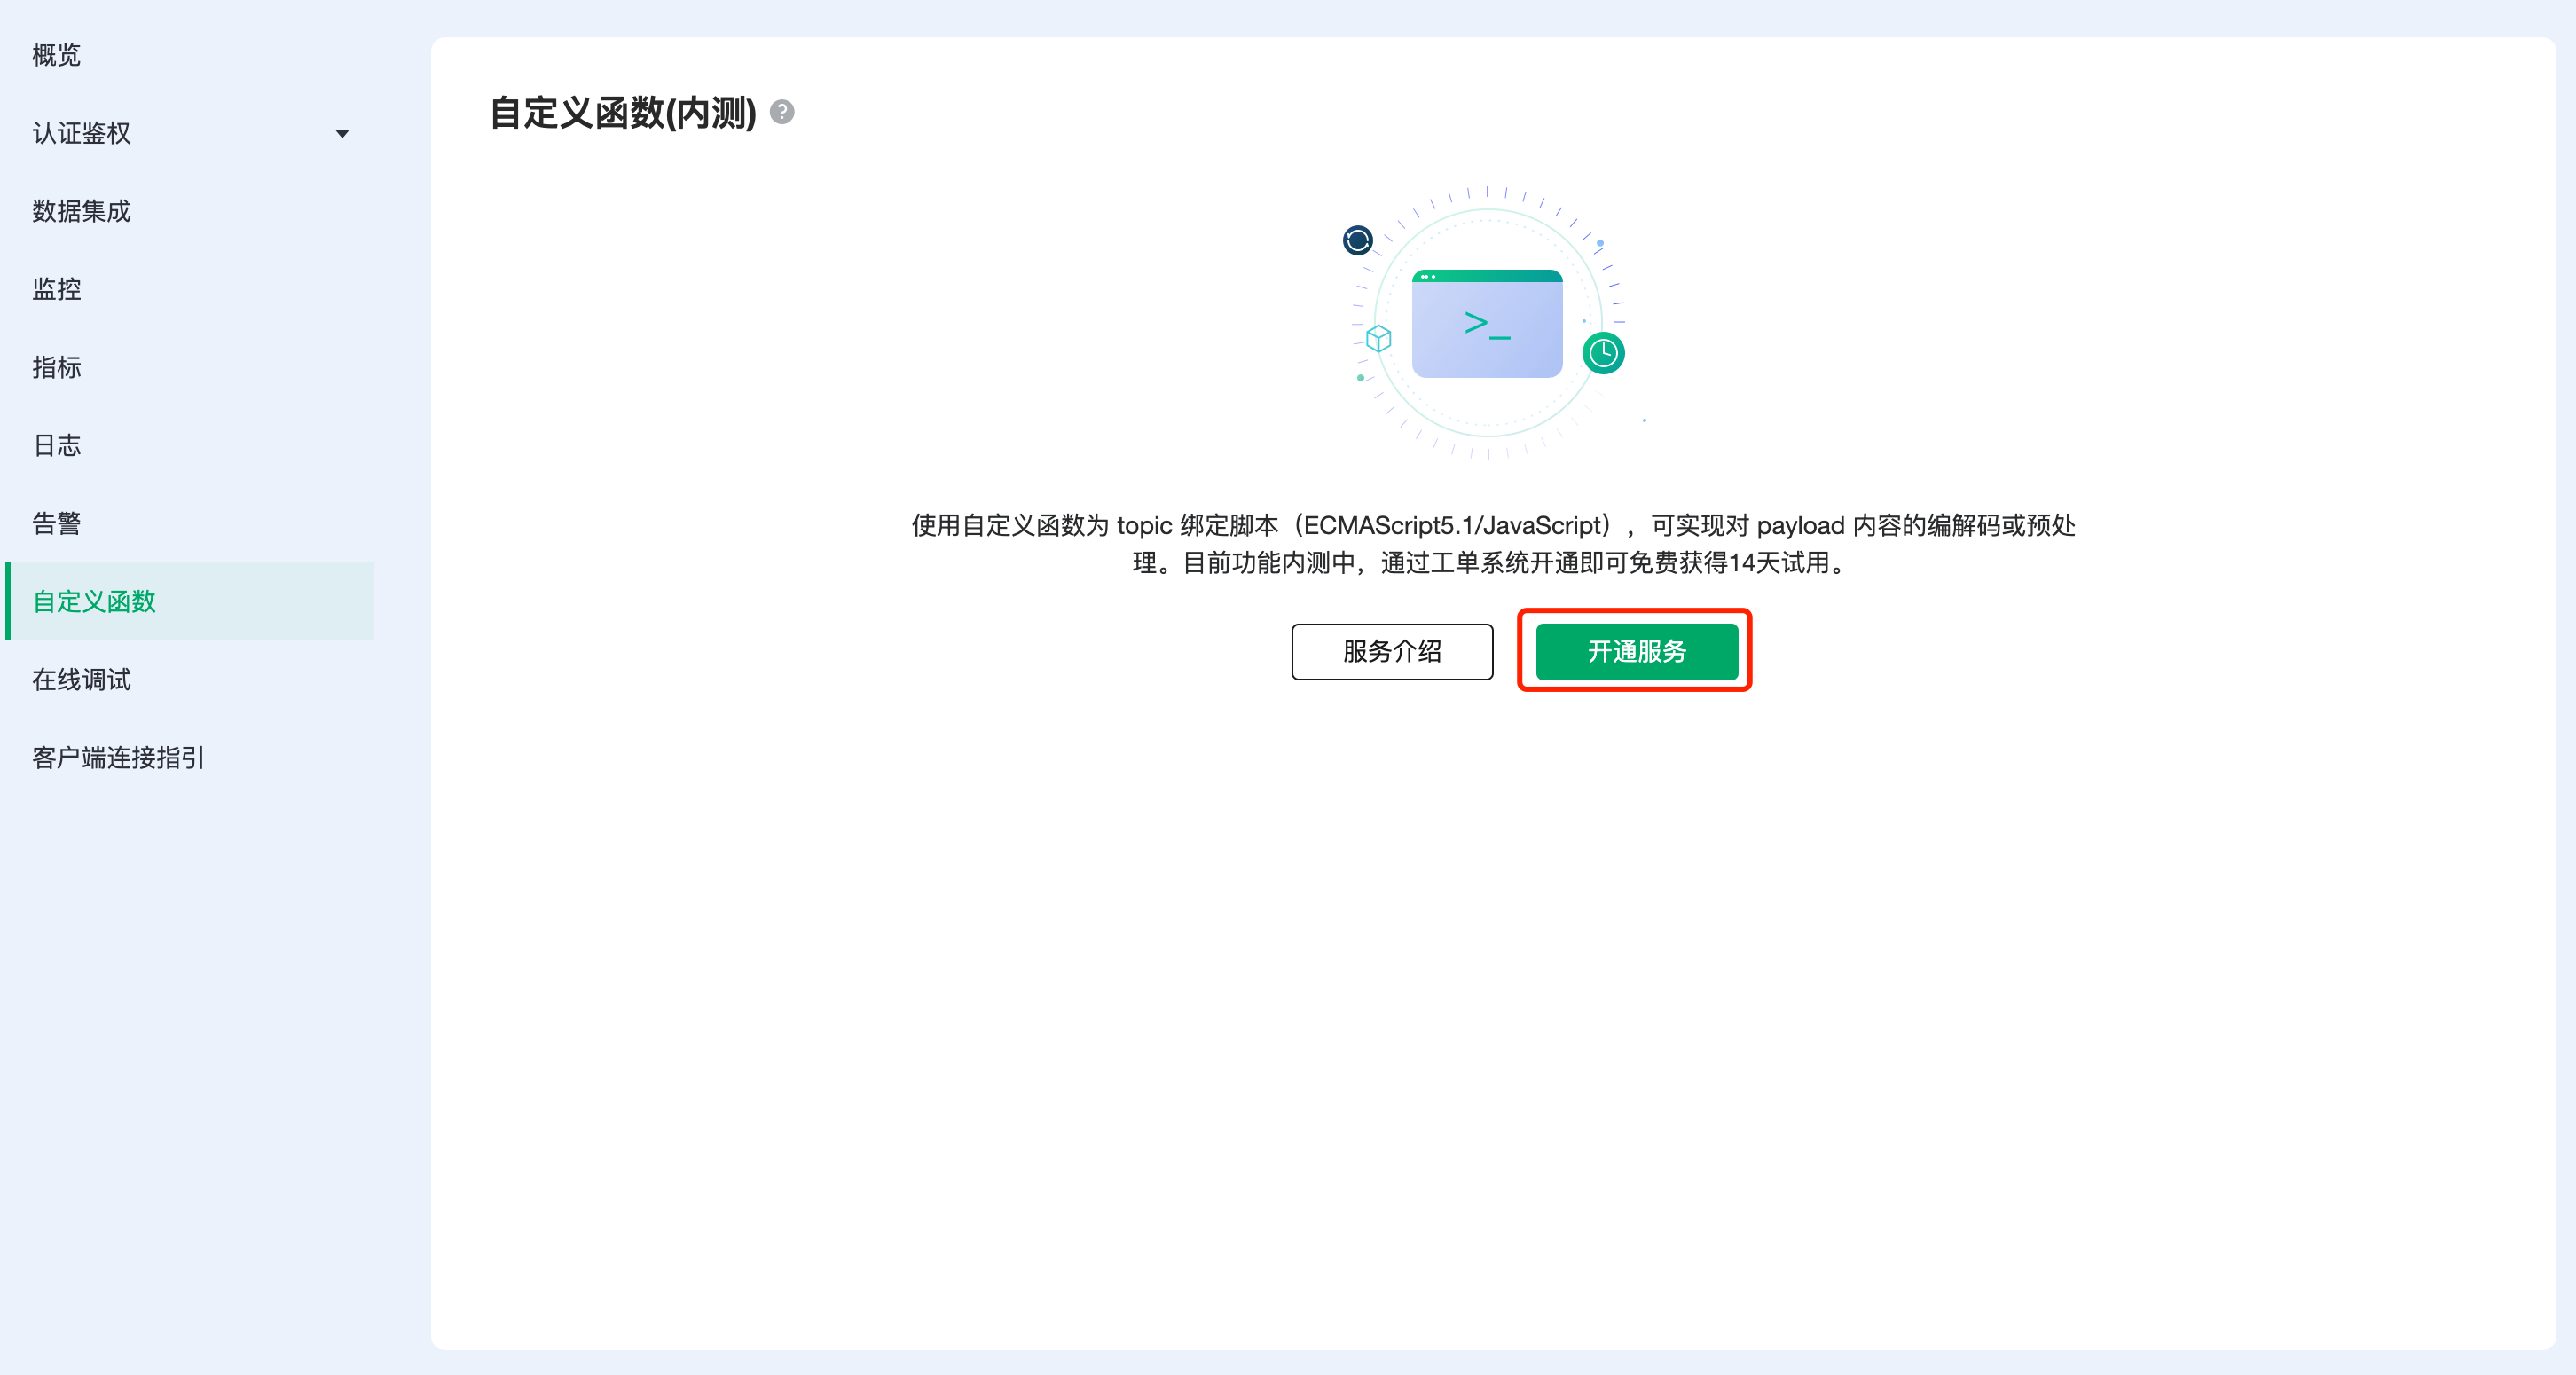 概览
认证鉴权
数据集成
监控
指标
日志
告警
自定义函数
在线调试
客户端连接指引
自定义函数(内测) ?
>_
使用自定义函数为 topic 绑定脚本（ECMAScript5.1/JavaScript），可实现对 payload 内容的编解码或预处
理。目前功能内测中，通过工单系统开通即可免费获得14天试用。
服务介绍
开通服务